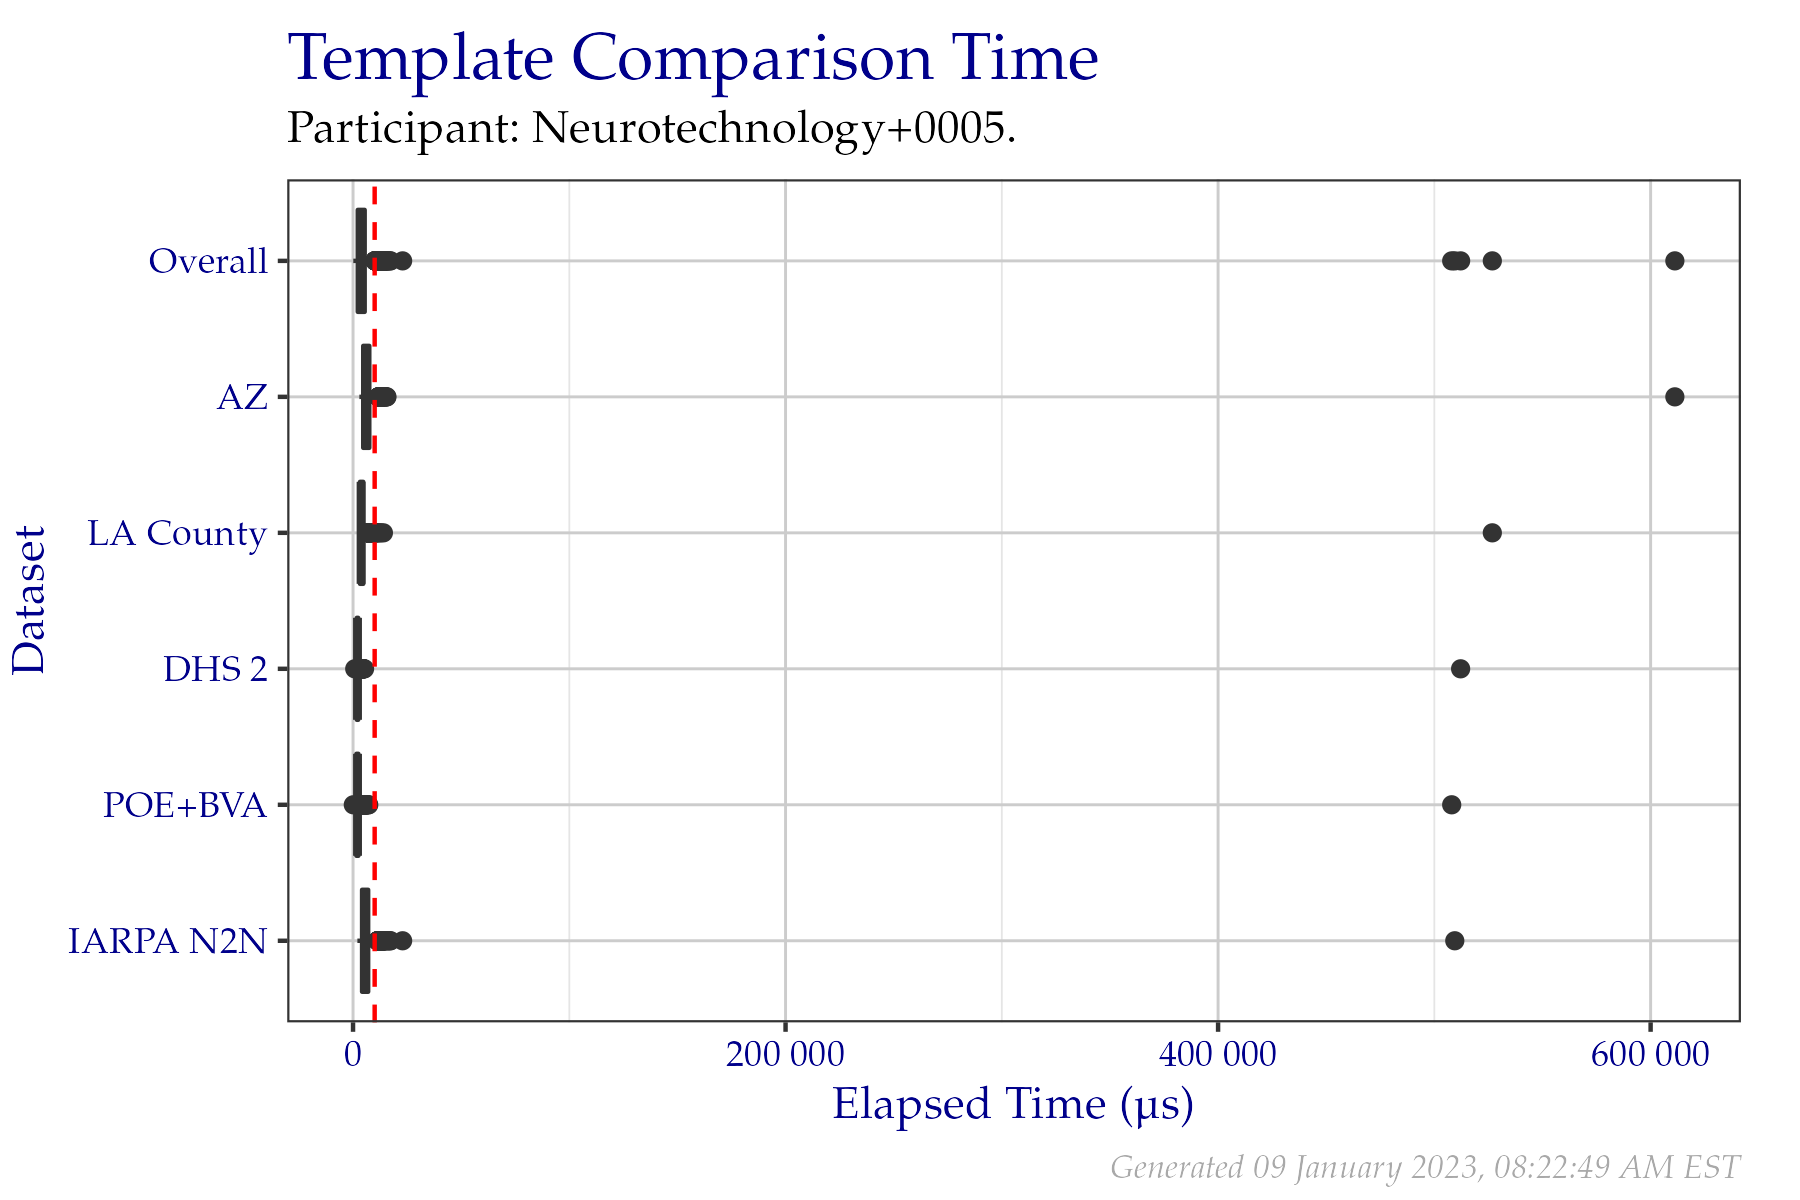 Template Comparison Time
Participant: Neurotechnology+0005.
Overall
AZ
LA County
DHS 2
POE+BVA
IARPA N2N
Dataset
0 200 000 400 000 600 000
Elapsed Time (µs)
Generated 09 January 2023, 08:22:49 AM EST